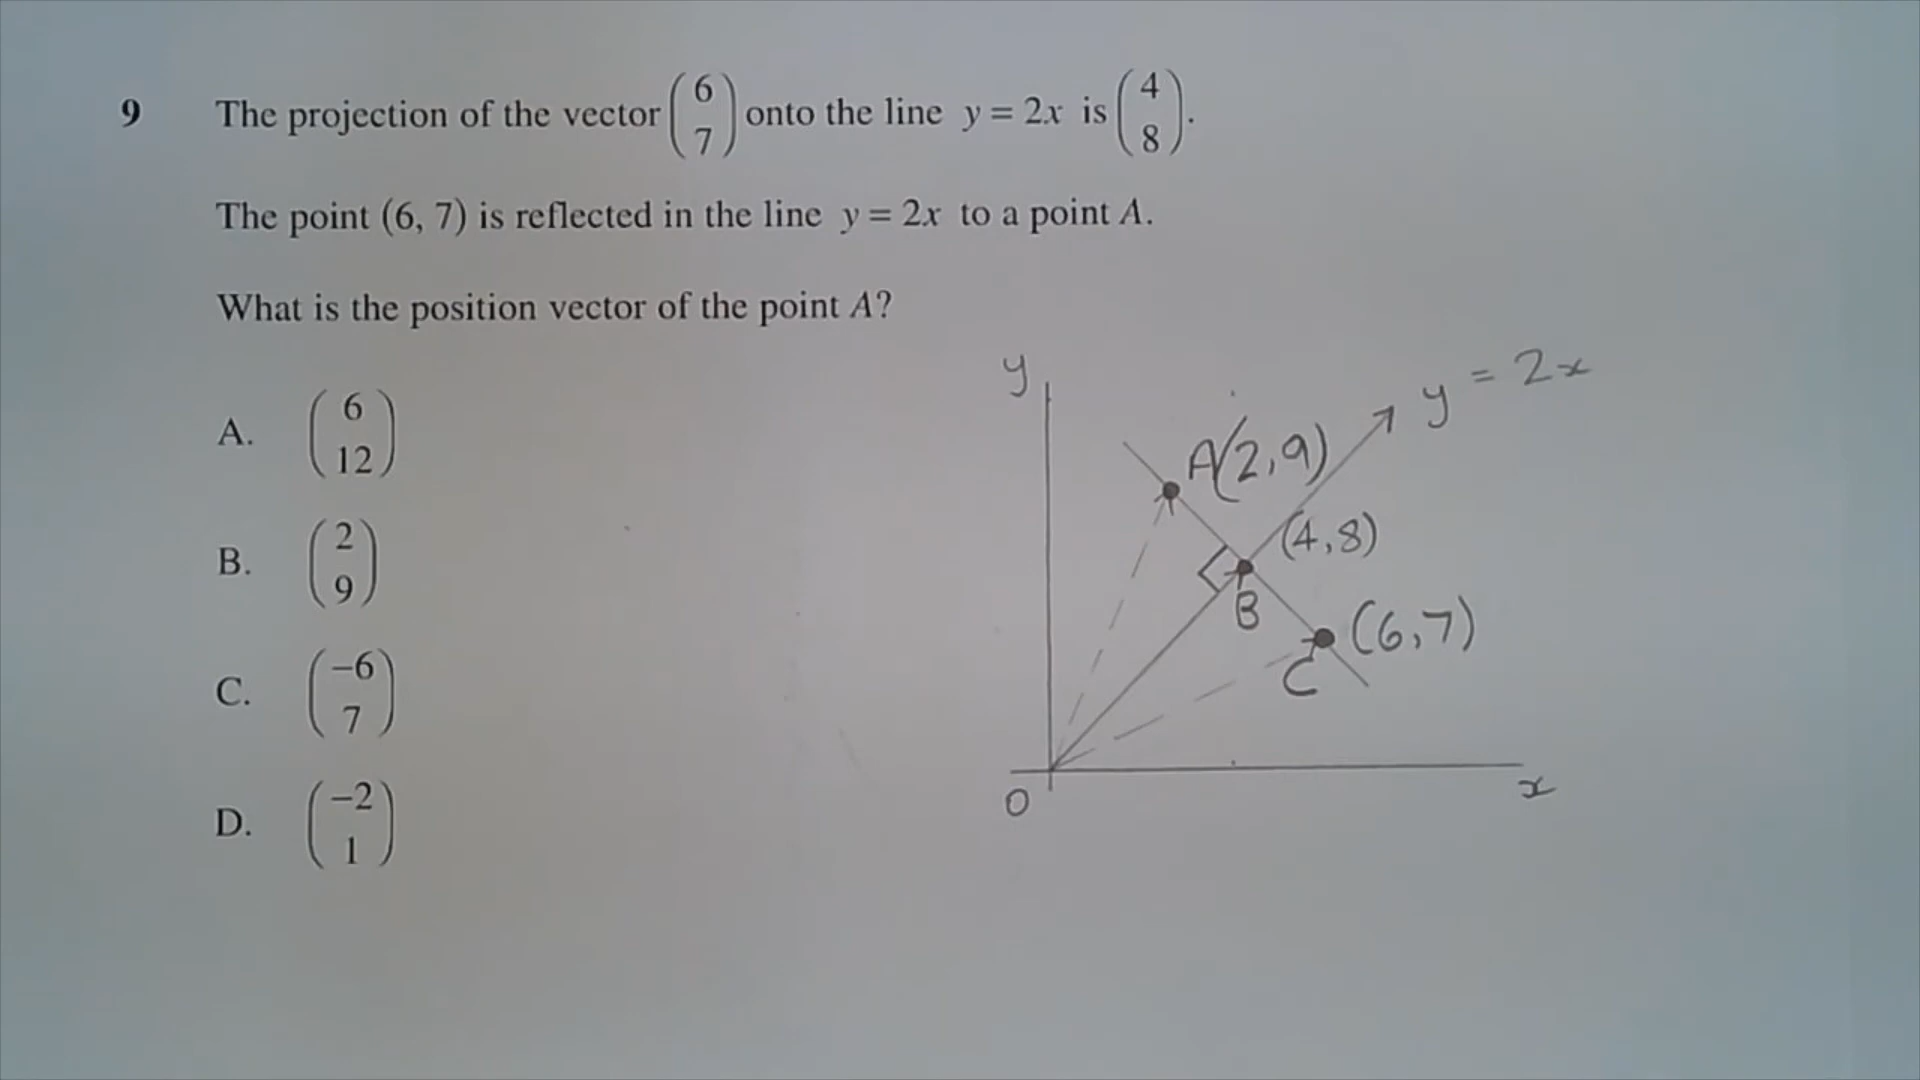 9 The projection of the vector (6 7) onto the line y = 2x is (4 8).
The point (6, 7) is reflected in the line y = 2x to a point A.
What is the position vector of the point A?
A. (6 12)
B. (2 9)
C. (−6 7)
D. (−2 1)
y
y = 2x
A(2,9)
(4,8)
B
(6,7)
C
O
x